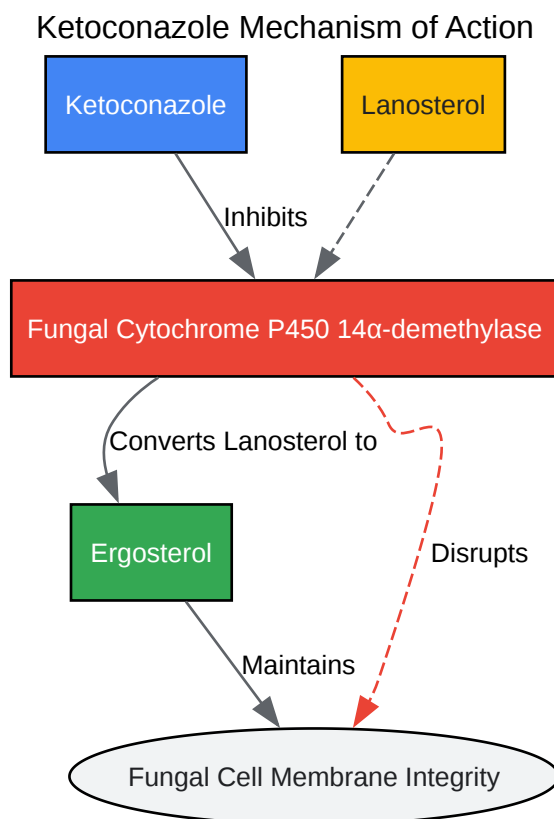 Ketoconazole Mechanism of Action
Ketoconazole
Lanosterol
Inhibits
Fungal Cytochrome P450 14α-demethylase
Converts Lanosterol to
Ergosterol
Disrupts
Maintains
Fungal Cell Membrane Integrity